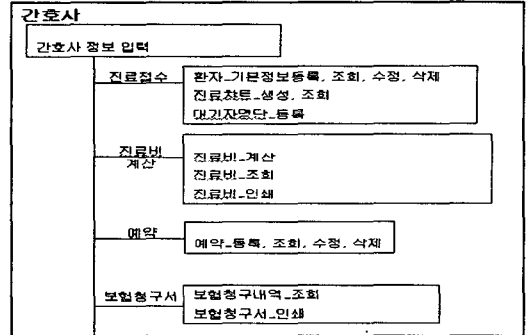 간호사
간호사 정보 입력
진료접수
환자_기본정보등록, 조회, 수정, 삭제
진료챠트_생성, 조회
대기자명단_등록
진료비
계산
진료비_계산
진료비_조회
진료비_인쇄
예약
예약_등록, 조회, 수정, 삭제
보험청구서
보험청구내역_조회
보험청구서_인쇄